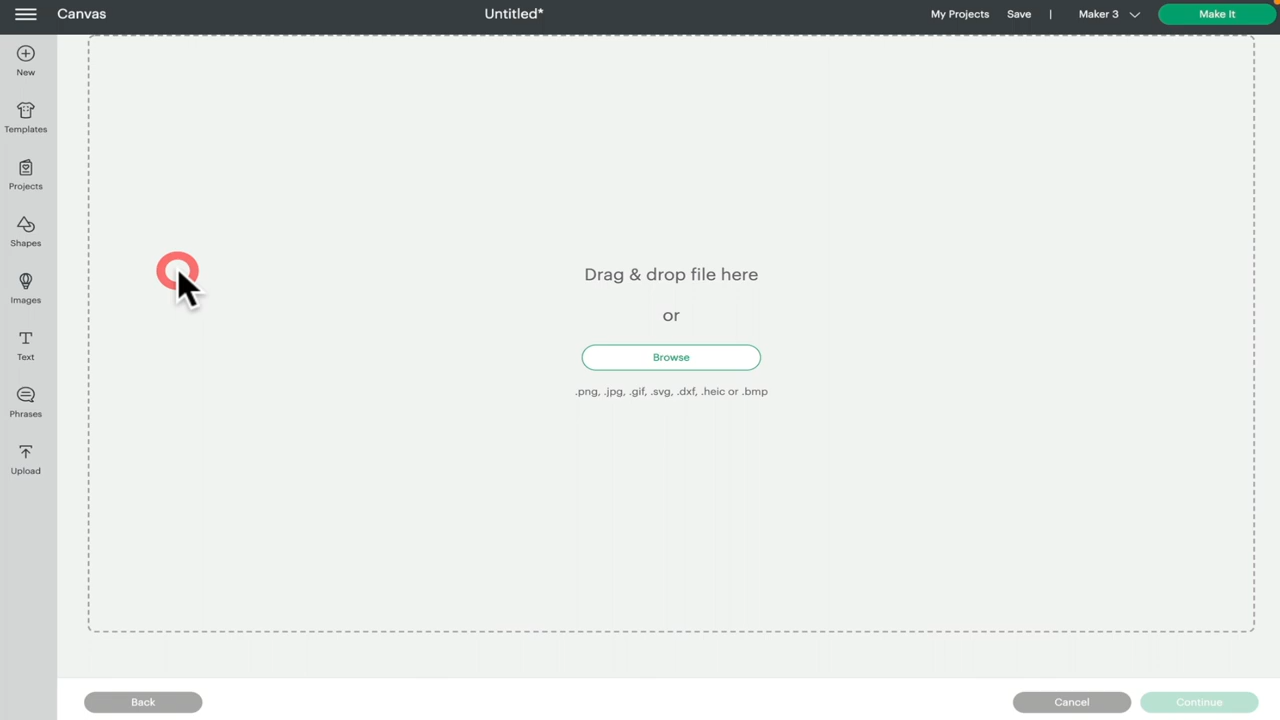 Canvas
Untitled*
My Projects
Save
|
Maker 3
Make It
New
Templates
Projects
Shapes
Images
Text
Phrases
Upload
Drag & drop file here
or
Browse
.png, .jpg, .gif, .svg, .dxf, .heic or .bmp
Back
Cancel
Continue